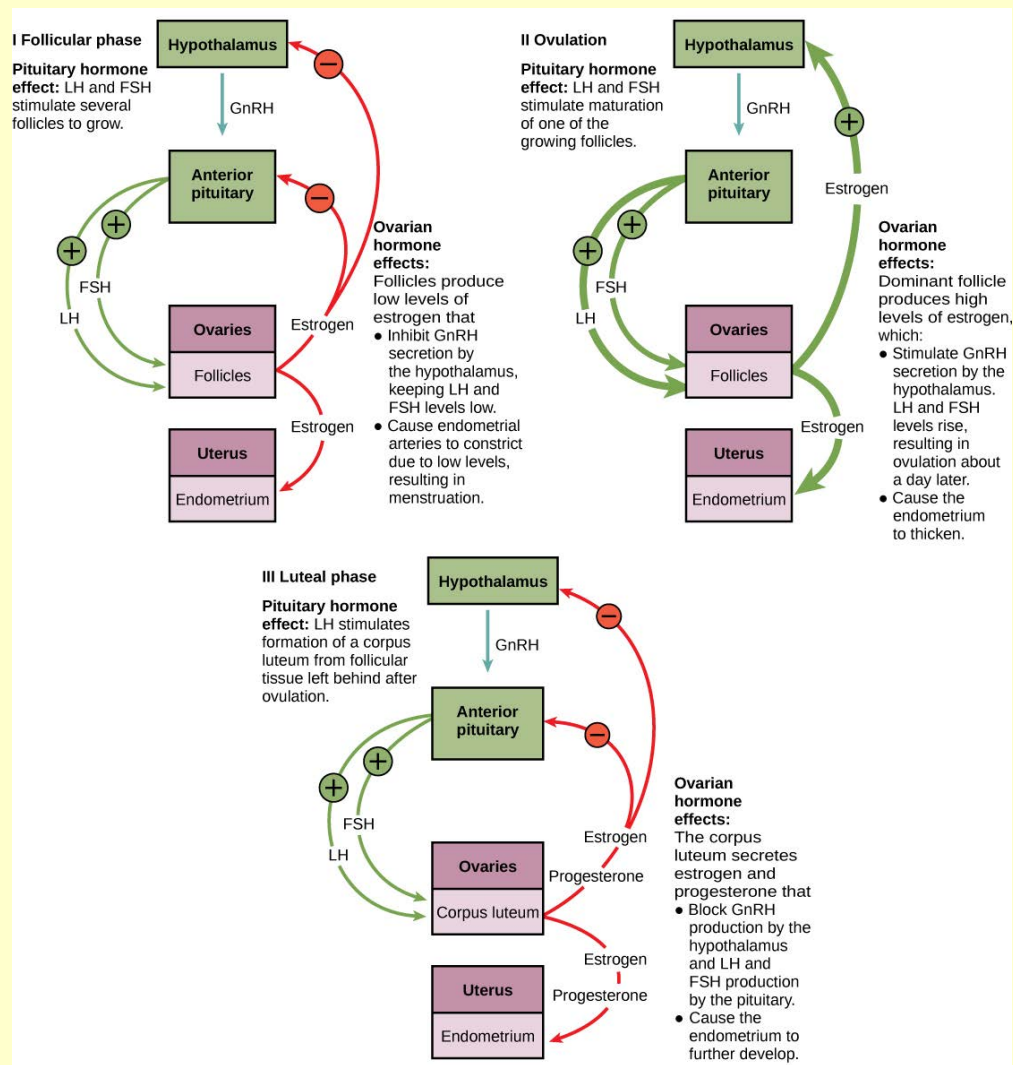 I Follicular phase
Pituitary hormone
effect: LH and FSH
stimulate several
follicles to grow.
Hypothalamus
GnRH
Anterior
pituitary
FSH
LH
Ovaries
Follicles
Estrogen
Estrogen
Uterus
Endometrium
Ovarian
hormone
effects:
Follicles produce
low levels of
estrogen that
● Inhibit GnRH
secretion by
the hypothalamus,
keeping LH and
FSH levels low.
● Cause endometrial
arteries to constrict
due to low levels,
resulting in
menstruation.
II Ovulation
Pituitary hormone
effect: LH and FSH
stimulate maturation
of one of the
growing follicles.
Hypothalamus
GnRH
Anterior
pituitary
FSH
LH
Ovaries
Follicles
Estrogen
Estrogen
Uterus
Endometrium
Ovarian
hormone
effects:
Dominant follicle
produces high
levels of estrogen,
which:
● Stimulate GnRH
secretion by the
hypothalamus.
LH and FSH
levels rise,
resulting in
ovulation about
a day later.
● Cause the
endometrium
to thicken.
III Luteal phase
Pituitary hormone
effect: LH stimulates
formation of a corpus
luteum from follicular
tissue left behind after
ovulation.
Hypothalamus
GnRH
Anterior
pituitary
FSH
LH
Ovaries
Corpus luteum
Estrogen
Progesterone
Estrogen
Progesterone
Uterus
Endometrium
Ovarian
hormone
effects:
The corpus
luteum secretes
estrogen and
progesterone that
● Block GnRH
production by the
hypothalamus
and LH and
FSH production
by the pituitary.
● Cause the
endometrium to
further develop.